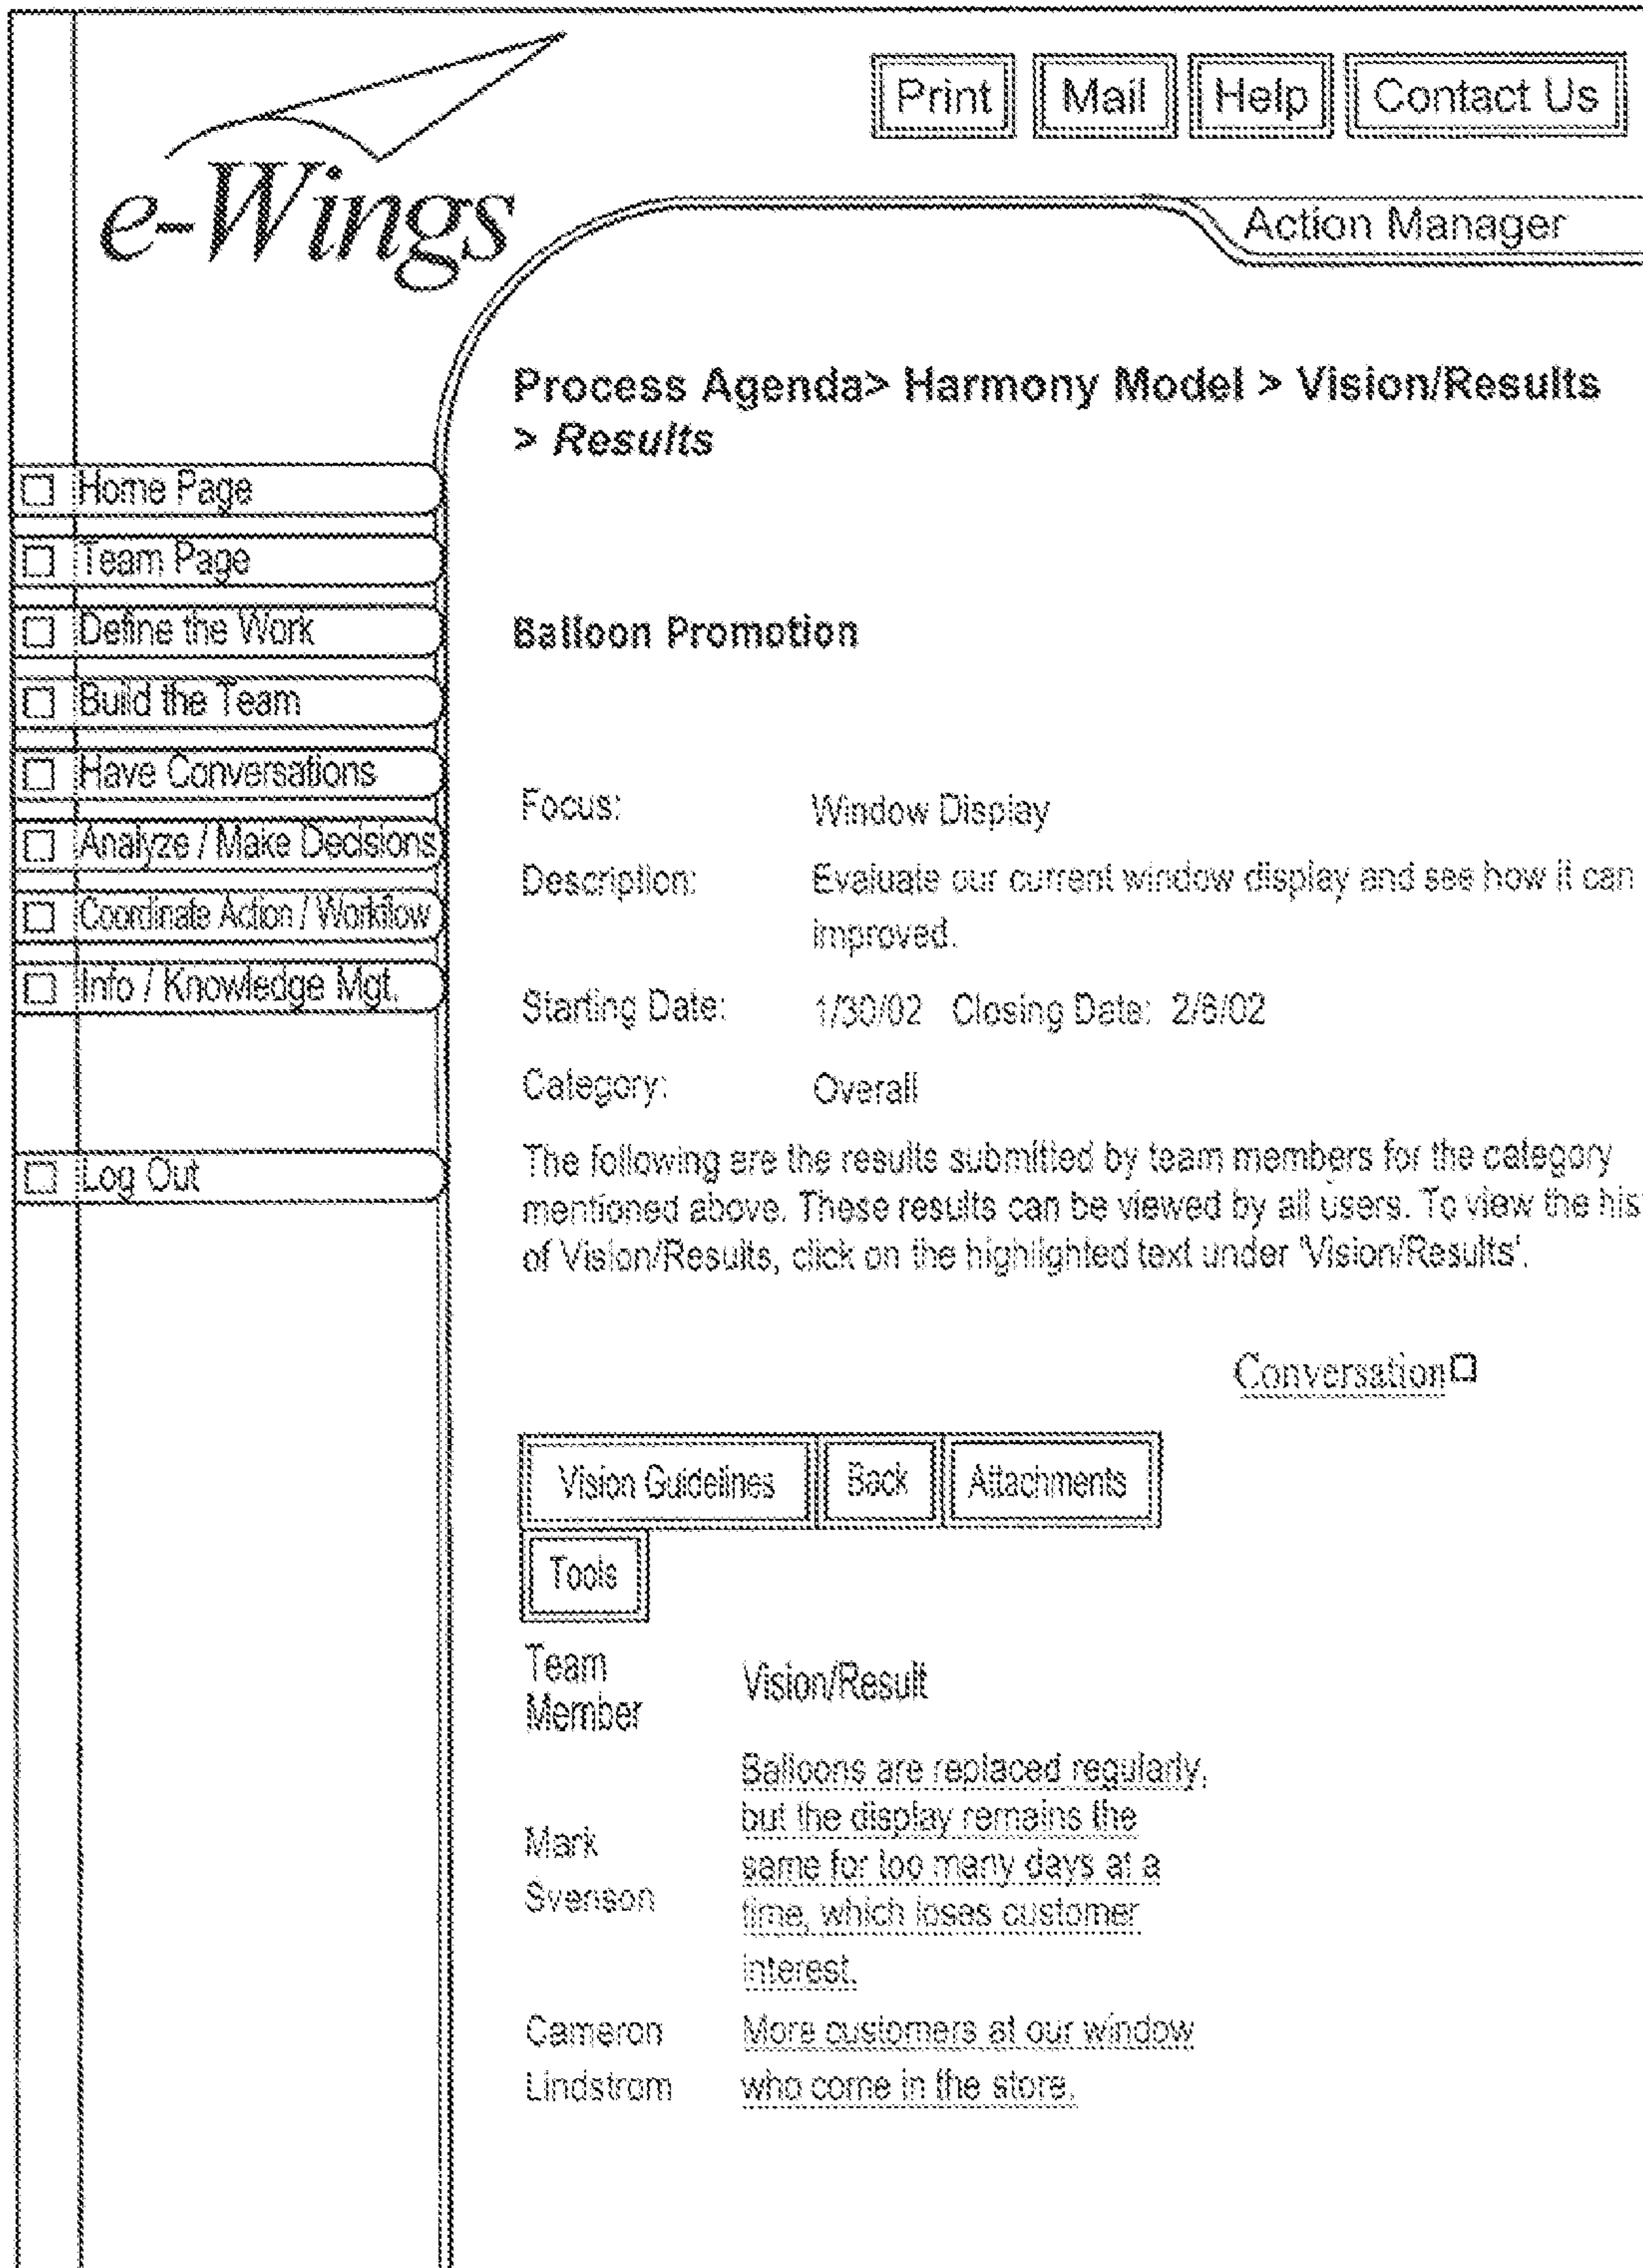 Print Mail Help Contact Us
e-Wings
Action Manager
Process Agenda> Harmony Model > Vision/Results
> Results
Home Page
Team Page
Define the Work
Build the Team
Have Conversations
Analyze / Make Decisions
Coordinate Action / Workflow
Info / Knowledge Mgt.
Log Out
Balloon Promotion
Focus: Window Display
Description: Evaluate our current window display and see how it can
improved.
Starting Date: 1/30/02 Closing Date: 2/6/02
Category: Overall
The following are the results submitted by team members for the category
mentioned above. These results can be viewed by all users. To view the his
of Vision/Results, click on the highlighted text under 'Vision/Results'.
Conversation
Vision Guidelines Back Attachments
Tools
Team
Member
Vision/Result
Mark
Svenson
Balloons are replaced regularly,
but the display remains the
same for too many days at a
time, which loses customer
interest.
Cameron
Lindstrom
More customers at our window
who come in the store.